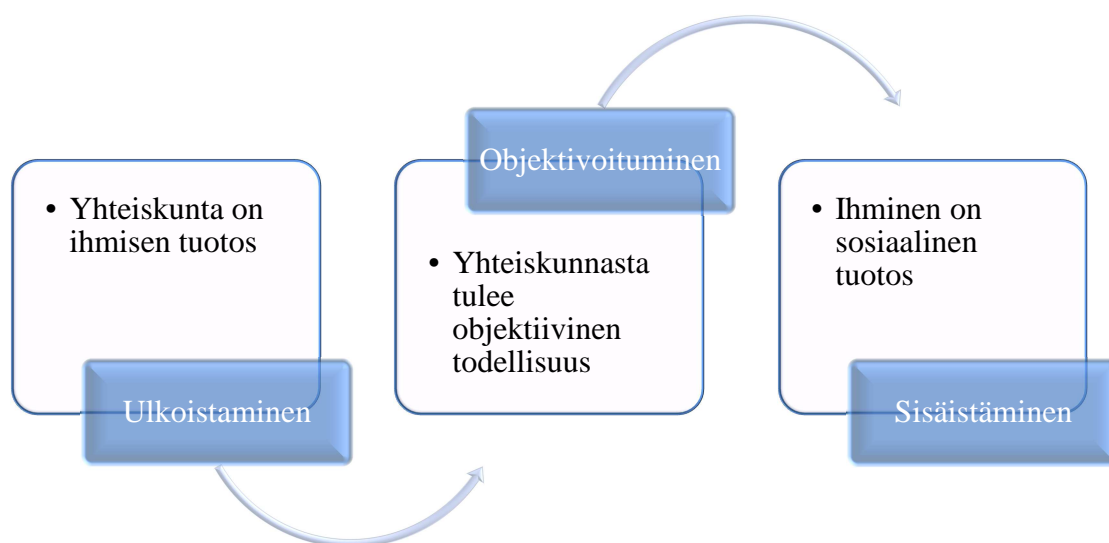 • Yhteiskunta on
ihmisen tuotos
Ulkoistaminen
Objektivoituminen
• Yhteiskunnasta
tulee
objektiivinen
todellisuus
• Ihminen on
sosiaalinen
tuotos
Sisäistäminen